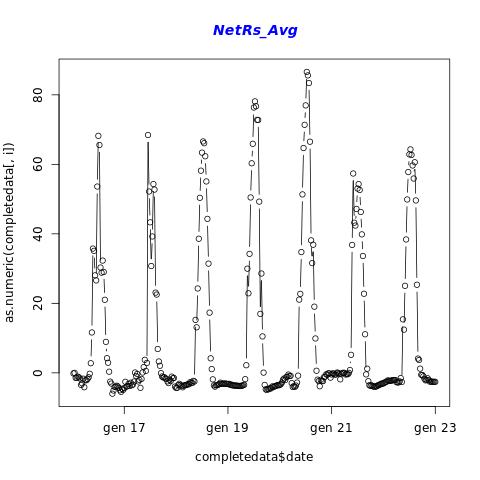 NetRs_Avg
as.numeric(completedata[, i])
80
60
40
20
0
gen 17 gen 19 gen 21 gen 23
completedata$date